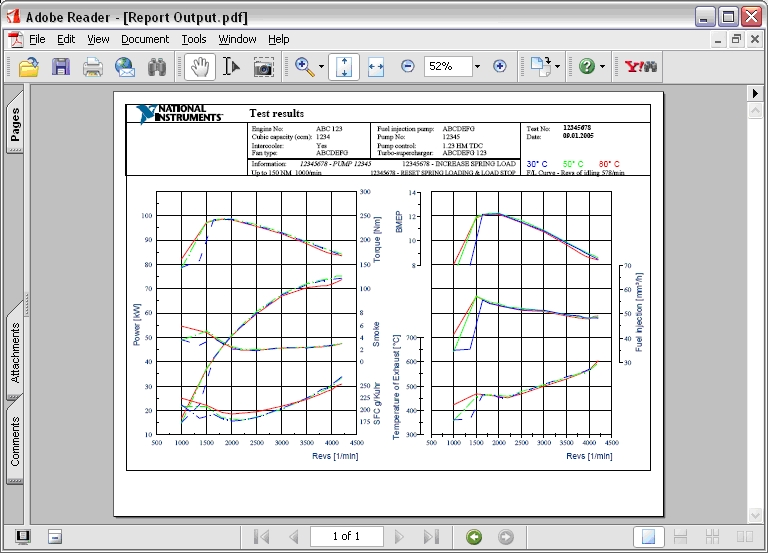 Adobe Reader - [Report Output.pdf]
File Edit View Document Tools Window Help
52%
Y!
Pages
Attachments
Comments
NATIONAL INSTRUMENTS
Test results
Engine No: ABC 123
Cubic capacity (ccm): 1234
Intercooler: Yes
Fan type: ABCDEFG
Fuel injection pump: ABCDEFG
Pump No: 12345
Pump control: 1.23 HM TDC
Turbo-supercharger: ABCDEFG 123
Test No: 12345678
Date: 09.01.2005
Information: 12345678 - PUMP 12345 12345678 - INCREASE SPRING LOAD
Up to 150 NM 1000/min 12345678 - RESET SPRING LOADING & LOAD STOP
30° C 50° C 80° C
F/L Curve - Revs of idling 578/min
Power [kW]
100
90
80
70
60
50
40
30
20
10
Torque [Nm]
300
250
200
150
100
Smoke
8
6
4
2
0
SFC g/Kuhr
225
200
175
500 1000 1500 2000 2500 3000 3500 4000 4500
Revs [1/min]
BMEP
14
12
10
8
Fuel injection [mm³/h]
70
60
50
40
30
Temperature of Exhaust [°C]
700
600
500
400
300
500 1000 1500 2000 2500 3000 3500 4000 4500
Revs [1/min]
1 of 1